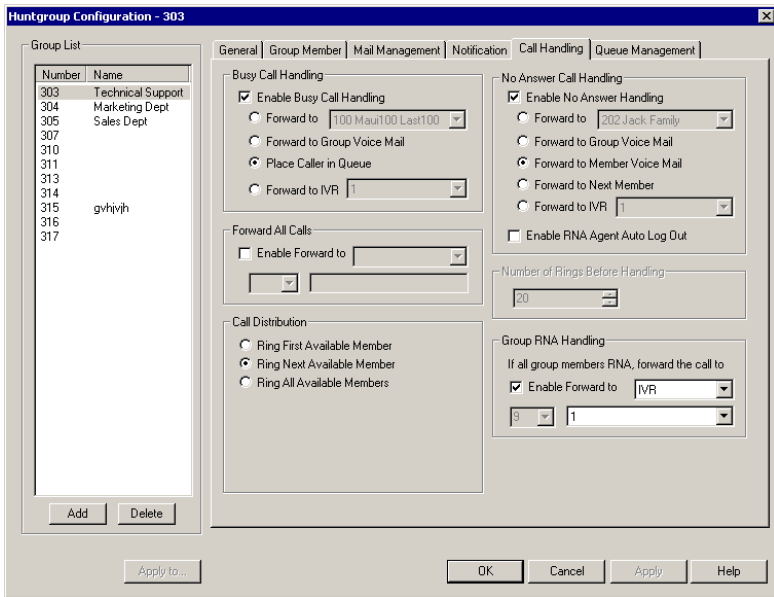 Huntgroup Configuration - 303
Group List
Number Name
303 Technical Support
304 Marketing Dept
305 Sales Dept
307
310
311
313
314
315 gvhjvjh
316
317
Add Delete
General Group Member Mail Management Notification Call Handling Queue Management
Busy Call Handling
Enable Busy Call Handling
Forward to 100 Maui100 Last100
Forward to Group Voice Mail
Place Caller in Queue
Forward to IVR 1
Forward All Calls
Enable Forward to
Call Distribution
Ring First Available Member
Ring Next Available Member
Ring All Available Members
No Answer Call Handling
Enable No Answer Handling
Forward to 202 Jack Family
Forward to Group Voice Mail
Forward to Member Voice Mail
Forward to Next Member
Forward to IVR 1
Enable RNA Agent Auto Log Out
Number of Rings Before Handling
20
Group RNA Handling
If all group members RNA, forward the call to
Enable Forward to IVR
9 1
Apply to... OK Cancel Apply Help